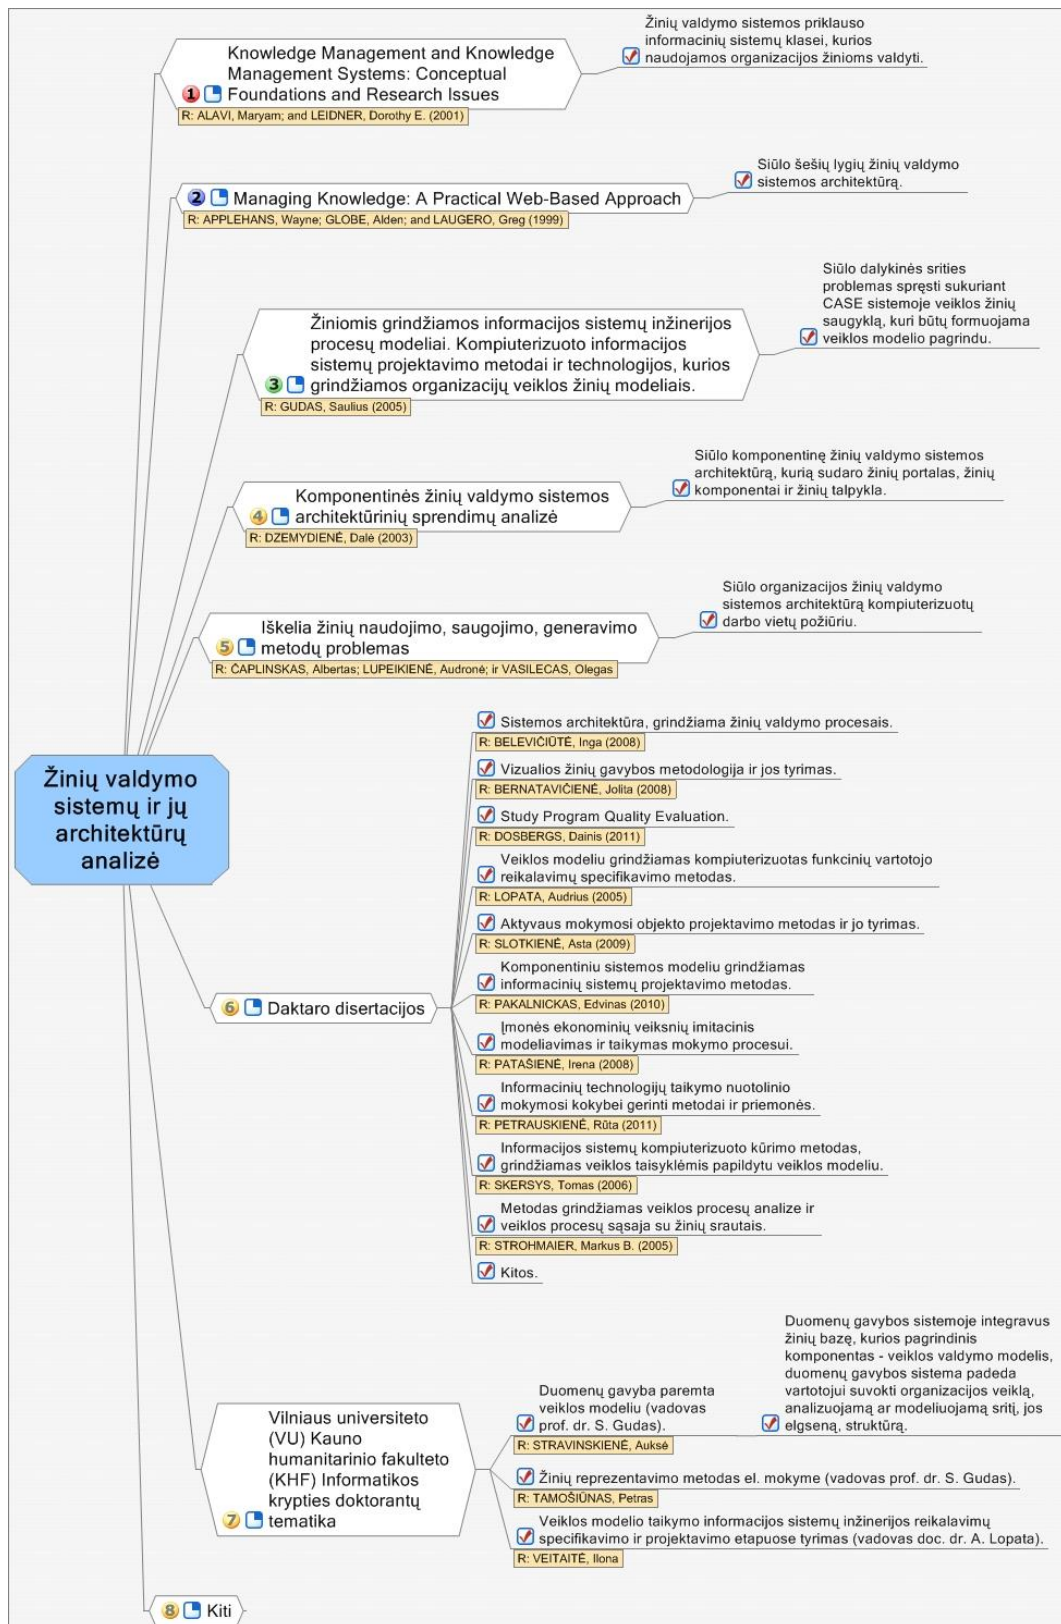 Žinių valdymo
sistemų ir jų
architektūrų
analizė
1
Knowledge Management and Knowledge
Management Systems: Conceptual
Foundations and Research Issues
R: ALAVI, Maryam; and LEIDNER, Dorothy E. (2001)
Žinių valdymo sistemos priklauso
informacinių sistemų klasei, kurios
naudojamos organizacijos žinioms valdyti.
2
Managing Knowledge: A Practical Web-Based Approach
R: APPLEHANS, Wayne; GLOBE, Alden; and LAUGERO, Greg (1999)
Siūlo šešių lygių žinių valdymo
sistemos architektūrą.
3
Žiniomis grindžiamos informacijos sistemų inžinerijos
procesų modeliai. Kompiuterizuoto informacijos
sistemų projektavimo metodai ir technologijos, kurios
grindžiamos organizacijų veiklos žinių modeliais.
R: GUDAS, Saulius (2005)
Siūlo dalykinės srities
problemas spręsti sukuriant
CASE sistemoje veiklos žinių
saugyklą, kuri būtų formuojama
veiklos modelio pagrindu.
4
Komponentinės žinių valdymo sistemos
architektūrinių sprendimų analizė
R: DZEMYDIENĖ, Dalė (2003)
Siūlo komponentinę žinių valdymo sistemos
architektūrą, kurią sudaro žinių portalas, žinių
komponentai ir žinių talpykla.
5
Iškelia žinių naudojimo, saugojimo, generavimo
metodų problemas
R: ČAPLINSKAS, Albertas; LUPEIKIENĖ, Audronė; ir VASILECAS, Olegas
Siūlo organizacijos žinių valdymo
sistemos architektūrą kompiuterizuotų
darbo vietų požiūriu.
6
Daktaro disertacijos
Sistemos architektūra, grindžiama žinių valdymo procesais.
R: BELEVIČIŪTĖ, Inga (2008)
Vizualios žinių gavybos metodologija ir jos tyrimas.
R: BERNATAVIČIENĖ, Jolita (2008)
Study Program Quality Evaluation.
R: DOSBERGS, Dainis (2011)
Veiklos modeliu grindžiamas kompiuterizuotas funkcinių vartotojo
reikalavimų specifikavimo metodas.
R: LOPATA, Audrius (2005)
Aktyvaus mokymosi objekto projektavimo metodas ir jo tyrimas.
R: SLOTKIENĖ, Asta (2009)
Komponentiniu sistemos modeliu grindžiamas
informacinių sistemų projektavimo metodas.
R: PAKALNICKAS, Edvinas (2010)
Įmonės ekonominių veiksnių imitacinis
modeliavimas ir taikymas mokymo procesui.
R: PATAŠIENĖ, Irena (2008)
Informacinių technologijų taikymo nuotolinio
mokymosi kokybei gerinti metodai ir priemonės.
R: PETRAUSKIENĖ, Rūta (2011)
Informacijos sistemų kompiuterizuoto kūrimo metodas,
grindžiamas veiklos taisyklėmis papildytu veiklos modeliu.
R: SKERSYS, Tomas (2006)
Metodas grindžiamas veiklos procesų analize ir
veiklos procesų sąsaja su žinių srautais.
R: STROHMAIER, Markus B. (2005)
Kitos.
7
Vilniaus universiteto
(VU) Kauno
humanitarinio fakulteto
(KHF) Informatikos
krypties doktorantų
tematika
Duomenų gavyba paremta
veiklos modeliu (vadovas
prof. dr. S. Gudas).
R: STRAVINSKIENĖ, Auksė
Duomenų gavybos sistemoje integravus
žinių bazę, kurios pagrindinis
komponentas - veiklos valdymo modelis,
duomenų gavybos sistema padeda
vartotojui suvokti organizacijos veiklą,
analizuojamą ar modeliuojamą sritį, jos
elgseną, struktūrą.
Žinių reprezentavimo metodas el. mokyme (vadovas prof. dr. S. Gudas).
R: TAMOŠIŪNAS, Petras
Veiklos modelio taikymo informacijos sistemų inžinerijos reikalavimų
specifikavimo ir projektavimo etapuose tyrimas (vadovas doc. dr. A. Lopata).
R: VEITAITĖ, Ilona
8
Kiti